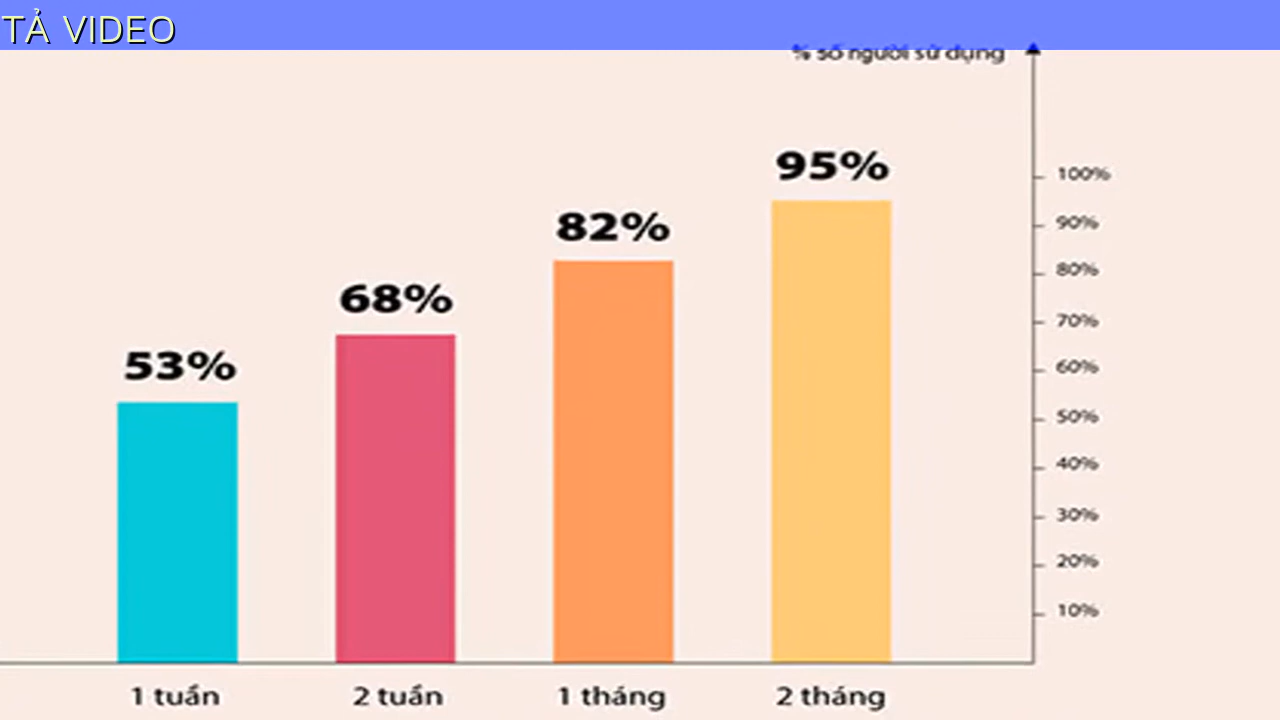 TẢ VIDEO
% số người sử dụng
95%
100%
82%
90%
80%
68%
70%
53%
60%
50%
40%
30%
20%
10%
1 tuần
2 tuần
1 tháng
2 tháng